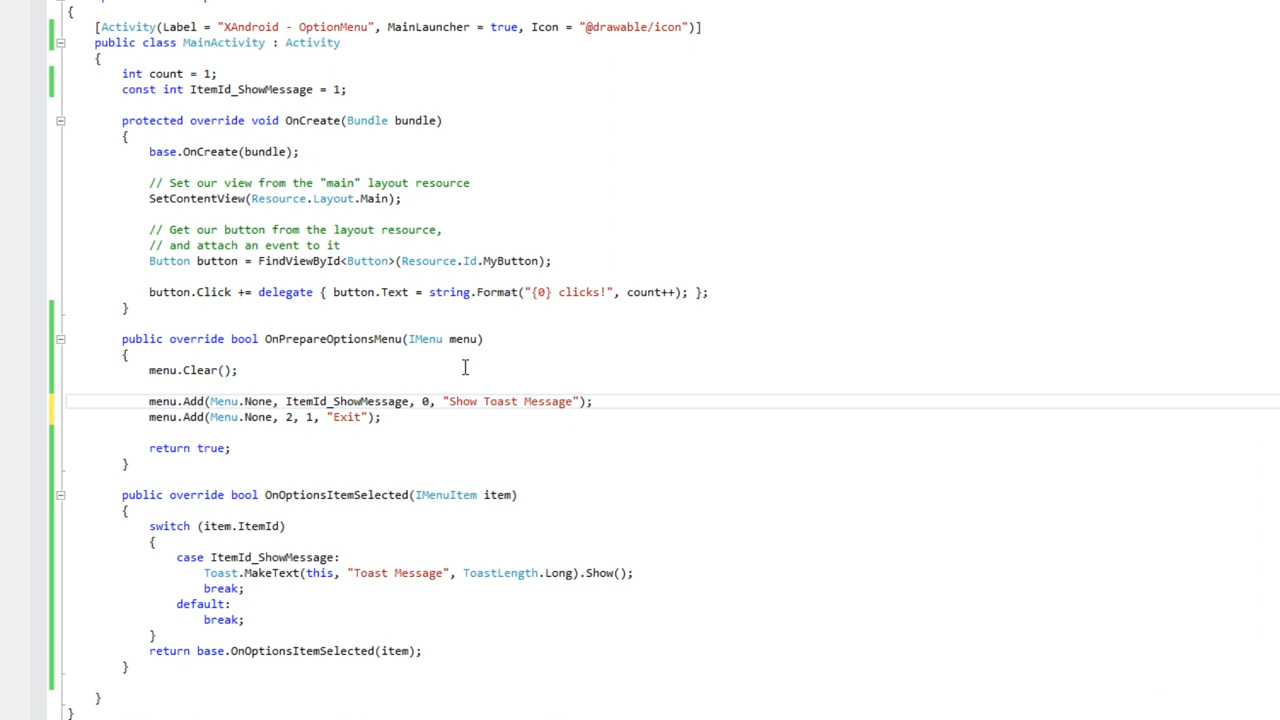 {
[Activity(Label = "XAndroid - OptionMenu", MainLauncher = true, Icon = "@drawable/icon")]
public class MainActivity : Activity
{
int count = 1;
const int ItemId_ShowMessage = 1;
protected override void OnCreate(Bundle bundle)
{
base.OnCreate(bundle);
// Set our view from the "main" layout resource
SetContentView(Resource.Layout.Main);
// Get our button from the layout resource,
// and attach an event to it
Button button = FindViewById<Button>(Resource.Id.MyButton);
button.Click += delegate { button.Text = string.Format("{0} clicks!", count++); };
}
public override bool OnPrepareOptionsMenu(IMenu menu)
{
menu.Clear();
menu.Add(Menu.None, ItemId_ShowMessage, 0, "Show Toast Message");
menu.Add(Menu.None, 2, 1, "Exit");
return true;
}
public override bool OnOptionsItemSelected(IMenuItem item)
{
switch (item.ItemId)
{
case ItemId_ShowMessage:
Toast.MakeText(this, "Toast Message", ToastLength.Long).Show();
break;
default:
break;
}
return base.OnOptionsItemSelected(item);
}
}
}